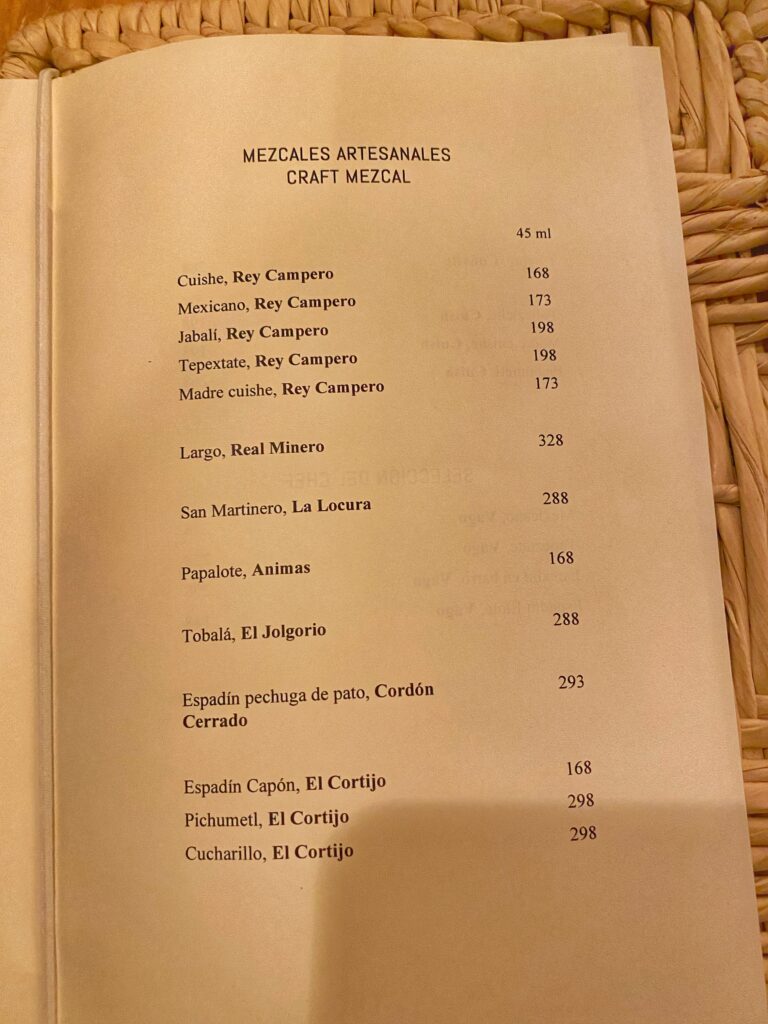 MEZCALES ARTESANALES
CRAFT MEZCAL
45 ml
Cuishe, Rey Campero 168
Mexicano, Rey Campero 173
Jabalí, Rey Campero 198
Tepextate, Rey Campero 198
Madre cuishe, Rey Campero 173
Largo, Real Minero 328
San Martinero, La Locura 288
Papalote, Animas 168
Tobalá, El Jolgorio 288
Espadín pechuga de pato, Cordón 293
Cerrado
Espadín Capón, El Cortijo 168
Pichumetl, El Cortijo 298
Cucharillo, El Cortijo 298